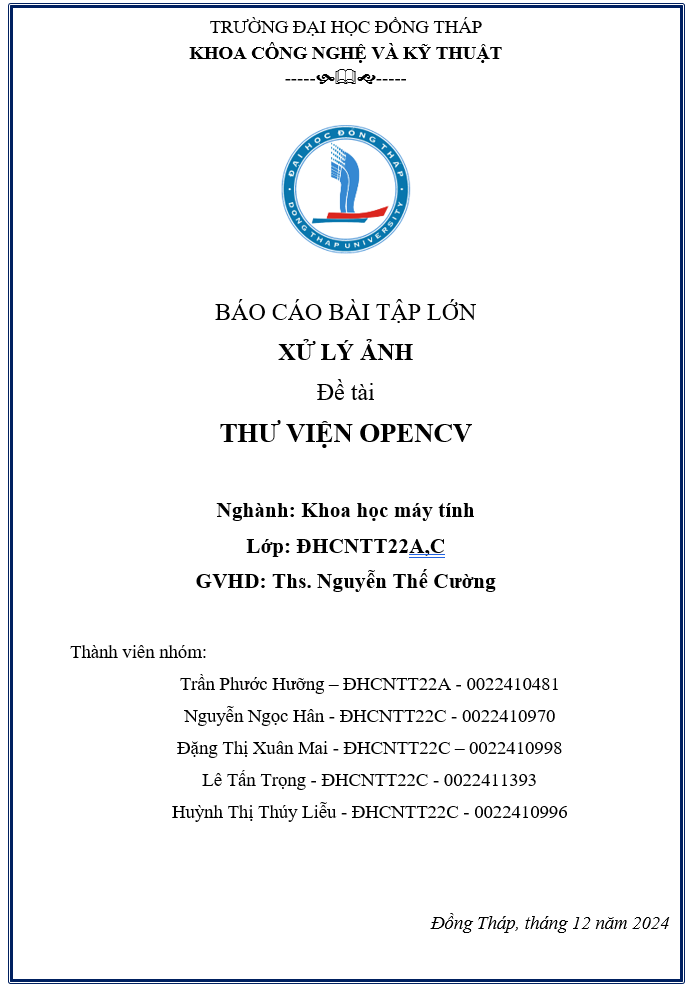 TRƯỜNG ĐẠI HỌC ĐỒNG THÁP
KHOA CÔNG NGHỆ VÀ KỸ THUẬT
----------
ĐẠI HỌC ĐỒNG THÁP
DONG THAP UNIVERSITY
BÁO CÁO BÀI TẬP LỚN
XỬ LÝ ẢNH
Đề tài
THƯ VIỆN OPENCV
Nghành: Khoa học máy tính
Lớp: ĐHCNTT22A,C
GVHD: Ths. Nguyễn Thế Cường
Thành viên nhóm:
Trần Phước Hưỡng – ĐHCNTT22A - 0022410481
Nguyễn Ngọc Hân - ĐHCNTT22C - 0022410970
Đặng Thị Xuân Mai - ĐHCNTT22C – 0022410998
Lê Tấn Trọng - ĐHCNTT22C - 0022411393
Huỳnh Thị Thúy Liễu - ĐHCNTT22C - 0022410996
Đồng Tháp, tháng 12 năm 2024